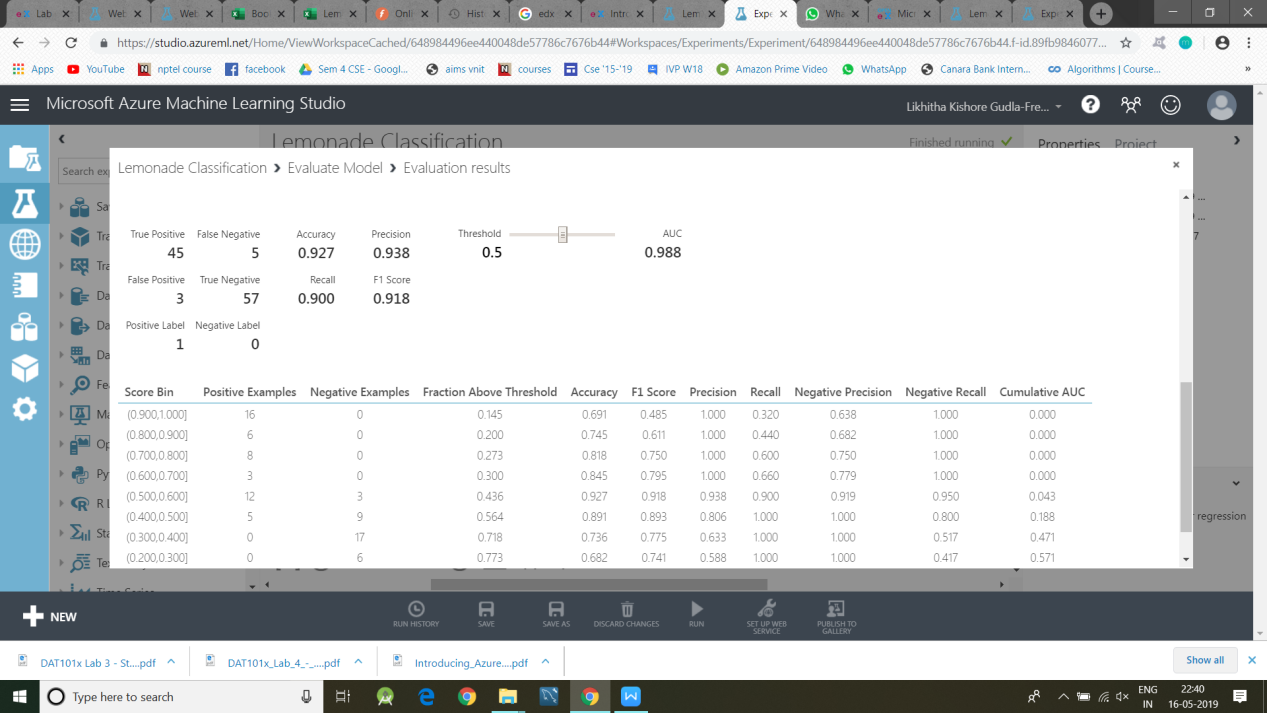 Lab
Wet
Wet
Boo
Lem
Onli
Hist
edx
Intro
Lem
Expe
Wha
Mic
Lem
Expe
https://studio.azureml.net/Home/ViewWorkspaceCached/648984496ee440048de57786c7676b44#Workspaces/Experiments/Experiment/648984496ee440048de57786c7676b44.f-id.89fb9846077...
Apps YouTube nptel course facebook Sem 4 CSE - Googl... aims vnit courses Cse '15-'19 IVP W18 Amazon Prime Video WhatsApp Canara Bank Intern... Algorithms | Course... »
Microsoft Azure Machine Learning Studio
Likhitha Kishore Gudla-Fre...
Lemonade Classification
Finished running
Properties Project
Search exp
Lemonade Classification > Evaluate Model > Evaluation results
True Positive False Negative Accuracy Precision Threshold AUC
45 5 0.927 0.938 0.5 0.988
False Positive True Negative Recall F1 Score
3 57 0.900 0.918
Positive Label Negative Label
1 0
Score Bin Positive Examples Negative Examples Fraction Above Threshold Accuracy F1 Score Precision Recall Negative Precision Negative Recall Cumulative AUC
(0.900,1.000] 16 0 0.145 0.691 0.485 1.000 0.320 0.638 1.000 0.000
(0.800,0.900] 6 0 0.200 0.745 0.611 1.000 0.440 0.682 1.000 0.000
(0.700,0.800] 8 0 0.273 0.818 0.750 1.000 0.600 0.750 1.000 0.000
(0.600,0.700] 3 0 0.300 0.845 0.795 1.000 0.660 0.779 1.000 0.000
(0.500,0.600] 12 3 0.436 0.927 0.918 0.938 0.900 0.919 0.950 0.043
(0.400,0.500] 5 9 0.564 0.891 0.893 0.806 1.000 1.000 0.800 0.188
(0.300,0.400] 0 17 0.718 0.736 0.775 0.633 1.000 1.000 0.517 0.471
(0.200,0.300] 0 6 0.773 0.682 0.741 0.588 1.000 1.000 0.417 0.571
r regression
NEW
RUN HISTORY SAVE SAVE AS DISCARD CHANGES RUN SET UP WEB SERVICE PUBLISH TO GALLERY
DAT101x Lab 3 - St....pdf DAT101x_Lab_4_-_....pdf Introducing_Azure....pdf Show all
Type here to search
ENG
IN
22:40
16-05-2019